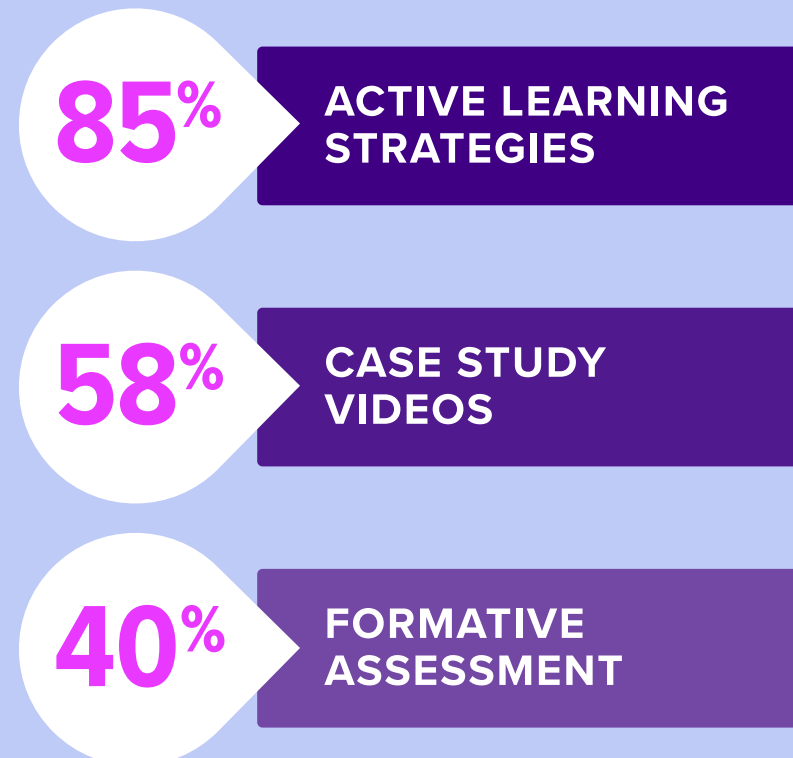 85%
ACTIVE LEARNING
STRATEGIES
58%
CASE STUDY
VIDEOS
40%
FORMATIVE
ASSESSMENT